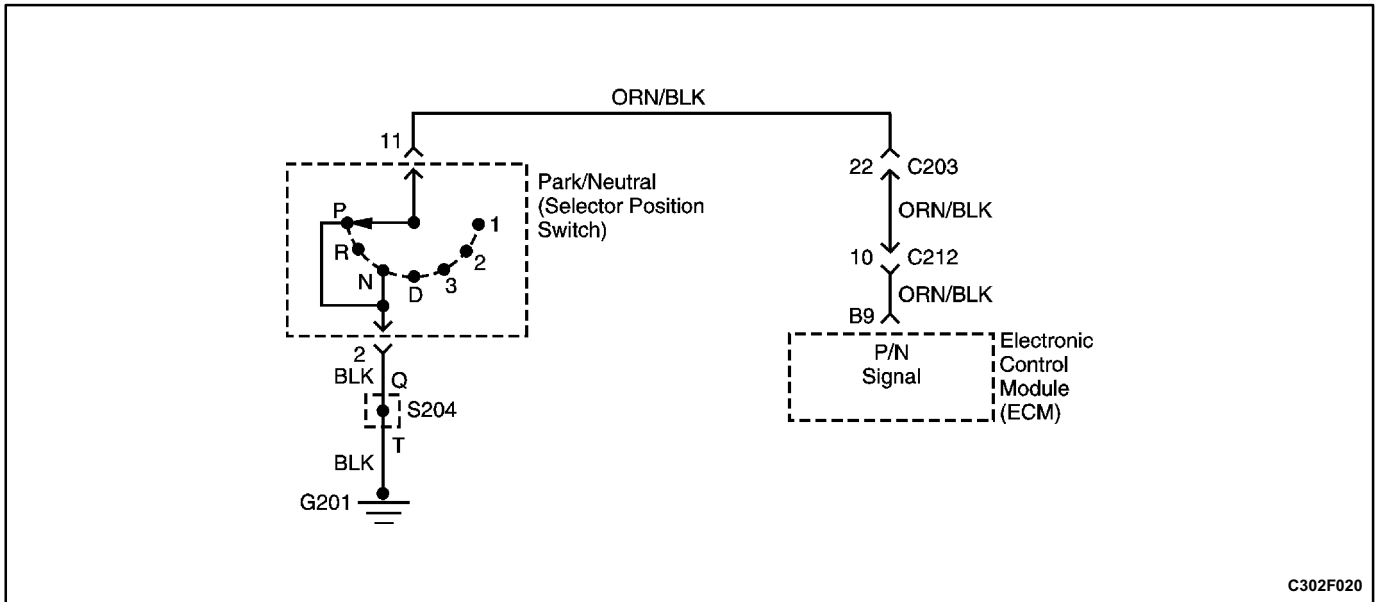 ORN/BLK
11
Park/Neutral
(Selector Position
Switch)
P
R
N
D
3
2
1
2
BLK
Q
S204
T
BLK
G201
22
C203
ORN/BLK
10
C212
ORN/BLK
B9
P/N
Signal
Electronic
Control
Module
(ECM)
C302F020